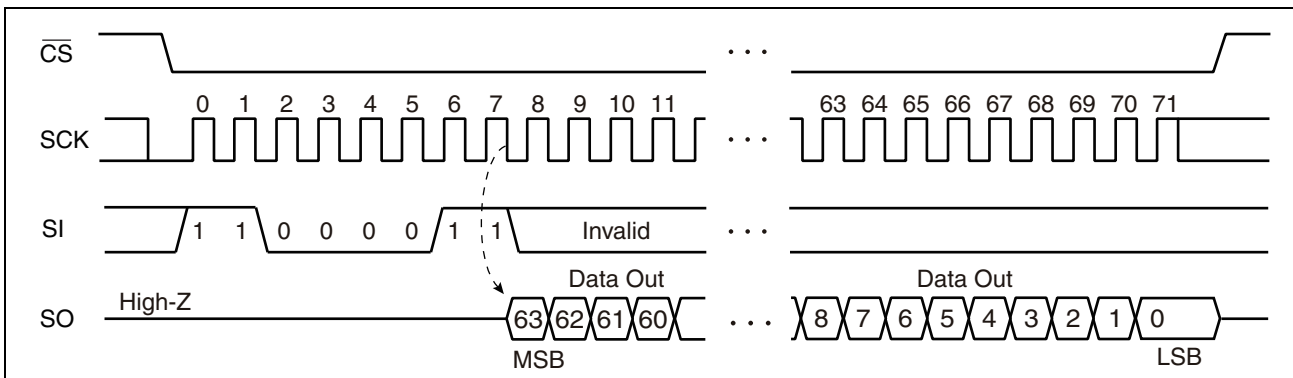 CS . . .
0 1 2 3 4 5 6 7 8 9 10 11 63 64 65 66 67 68 69 70 71
SCK . . .
SI 1 1 0 0 0 0 1 1 Invalid . . .
Data Out Data Out
High-Z
SO 63 62 61 60 . . . 8 7 6 5 4 3 2 1 0
MSB LSB